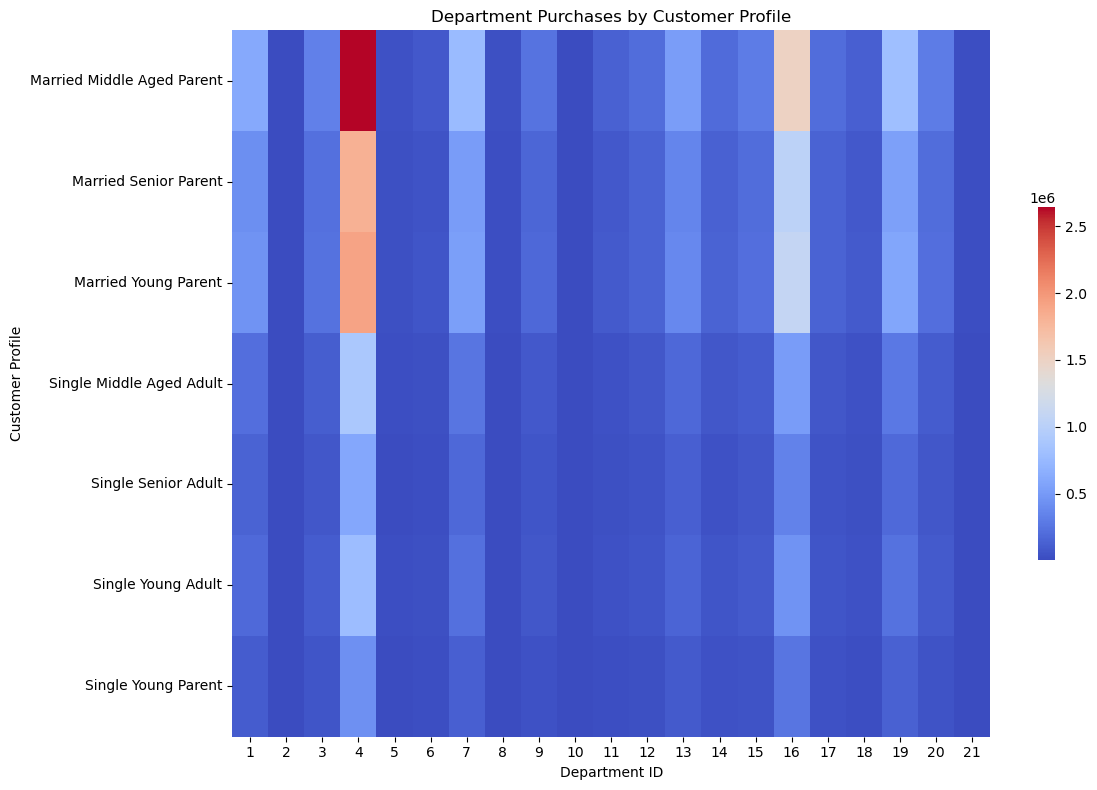 Department Purchases by Customer Profile
Customer Profile
Married Middle Aged Parent
Married Senior Parent
Married Young Parent
Single Middle Aged Adult
Single Senior Adult
Single Young Adult
Single Young Parent
1 2 3 4 5 6 7 8 9 10 11 12 13 14 15 16 17 18 19 20 21
Department ID
1e6
2.5
2.0
1.5
1.0
0.5